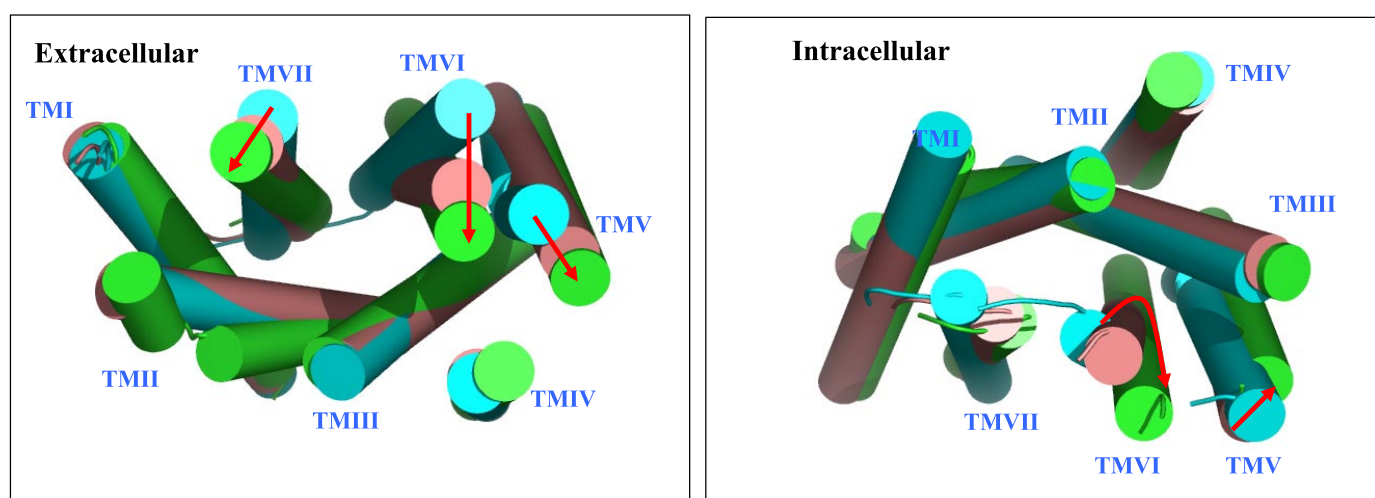 Extracellular
TMVII
TMVI
TMI
TMV
TMII
TMIII
TMIV
Intracellular
TMIV
TMII
TMI
TMIII
TMVII
TMVI
TMV